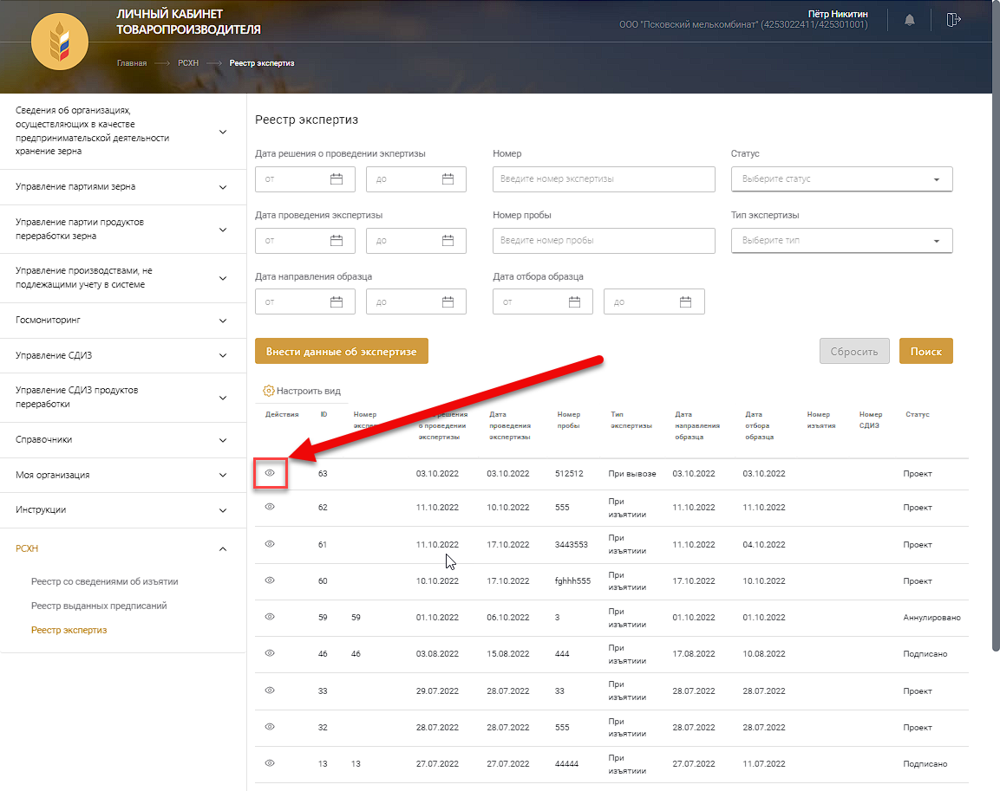 ЛИЧНЫЙ КАБИНЕТ
ТОВАРОПРОИЗВОДИТЕЛЯ
Пётр Никитин
ООО "Псковский мелькомбинат" (4253022411/425301001)
Главная РСХН Реестр экспертиз
Сведения об организациях,
осуществляющих в качестве
предпринимательской деятельности
хранение зерна
Управление партиями зерна
Управление партии продуктов
переработки зерна
Управление производствами, не
подлежащими учету в системе
Госмониторинг
Управление СДИЗ
Управление СДИЗ продуктов
переработки
Справочники
Моя организация
Инструкции
РСХН
Реестр со сведениями об изъятии
Реестр выданных предписаний
Реестр экспертиз
Реестр экспертиз
Дата решения о проведении экпертизы Номер Статус
от до Введите номер экспертизы Выберите статус
Дата проведения экспертизы Номер пробы Тип экспертизы
от до Введите номер пробы Выберите тип
Дата направления образца Дата отбора образца
от до от до
Внести данные об экспертизе Сбросить Поиск
Настроить вид
Действия ID Номер решения Дата Номер Тип Дата Дата Номер Номер Статус
о проведении проведения пробы экспертизы направления отбора изъятия СДИЗ
экспертизы экспертизы образца образца
63 03.10.2022 03.10.2022 512512 При вывозе 03.10.2022 03.10.2022 Проект
62 11.10.2022 10.10.2022 555 При изъятиии 11.10.2022 11.10.2022 Проект
61 11.10.2022 17.10.2022 3443553 При изъятиии 11.10.2022 04.10.2022 Проект
60 10.10.2022 17.10.2022 fghhh555 При изъятиии 17.10.2022 10.10.2022 Проект
59 59 01.10.2022 06.10.2022 3 При изъятиии 01.10.2022 01.10.2022 Аннулировано
46 46 03.08.2022 15.08.2022 444 При изъятиии 17.08.2022 10.08.2022 Подписано
33 29.07.2022 28.07.2022 33 При изъятиии 28.07.2022 28.07.2022 Проект
32 28.07.2022 28.07.2022 555 При изъятиии 28.07.2022 28.07.2022 Проект
13 13 27.07.2022 27.07.2022 44444 При изъятиии 27.07.2022 11.07.2022 Подписано